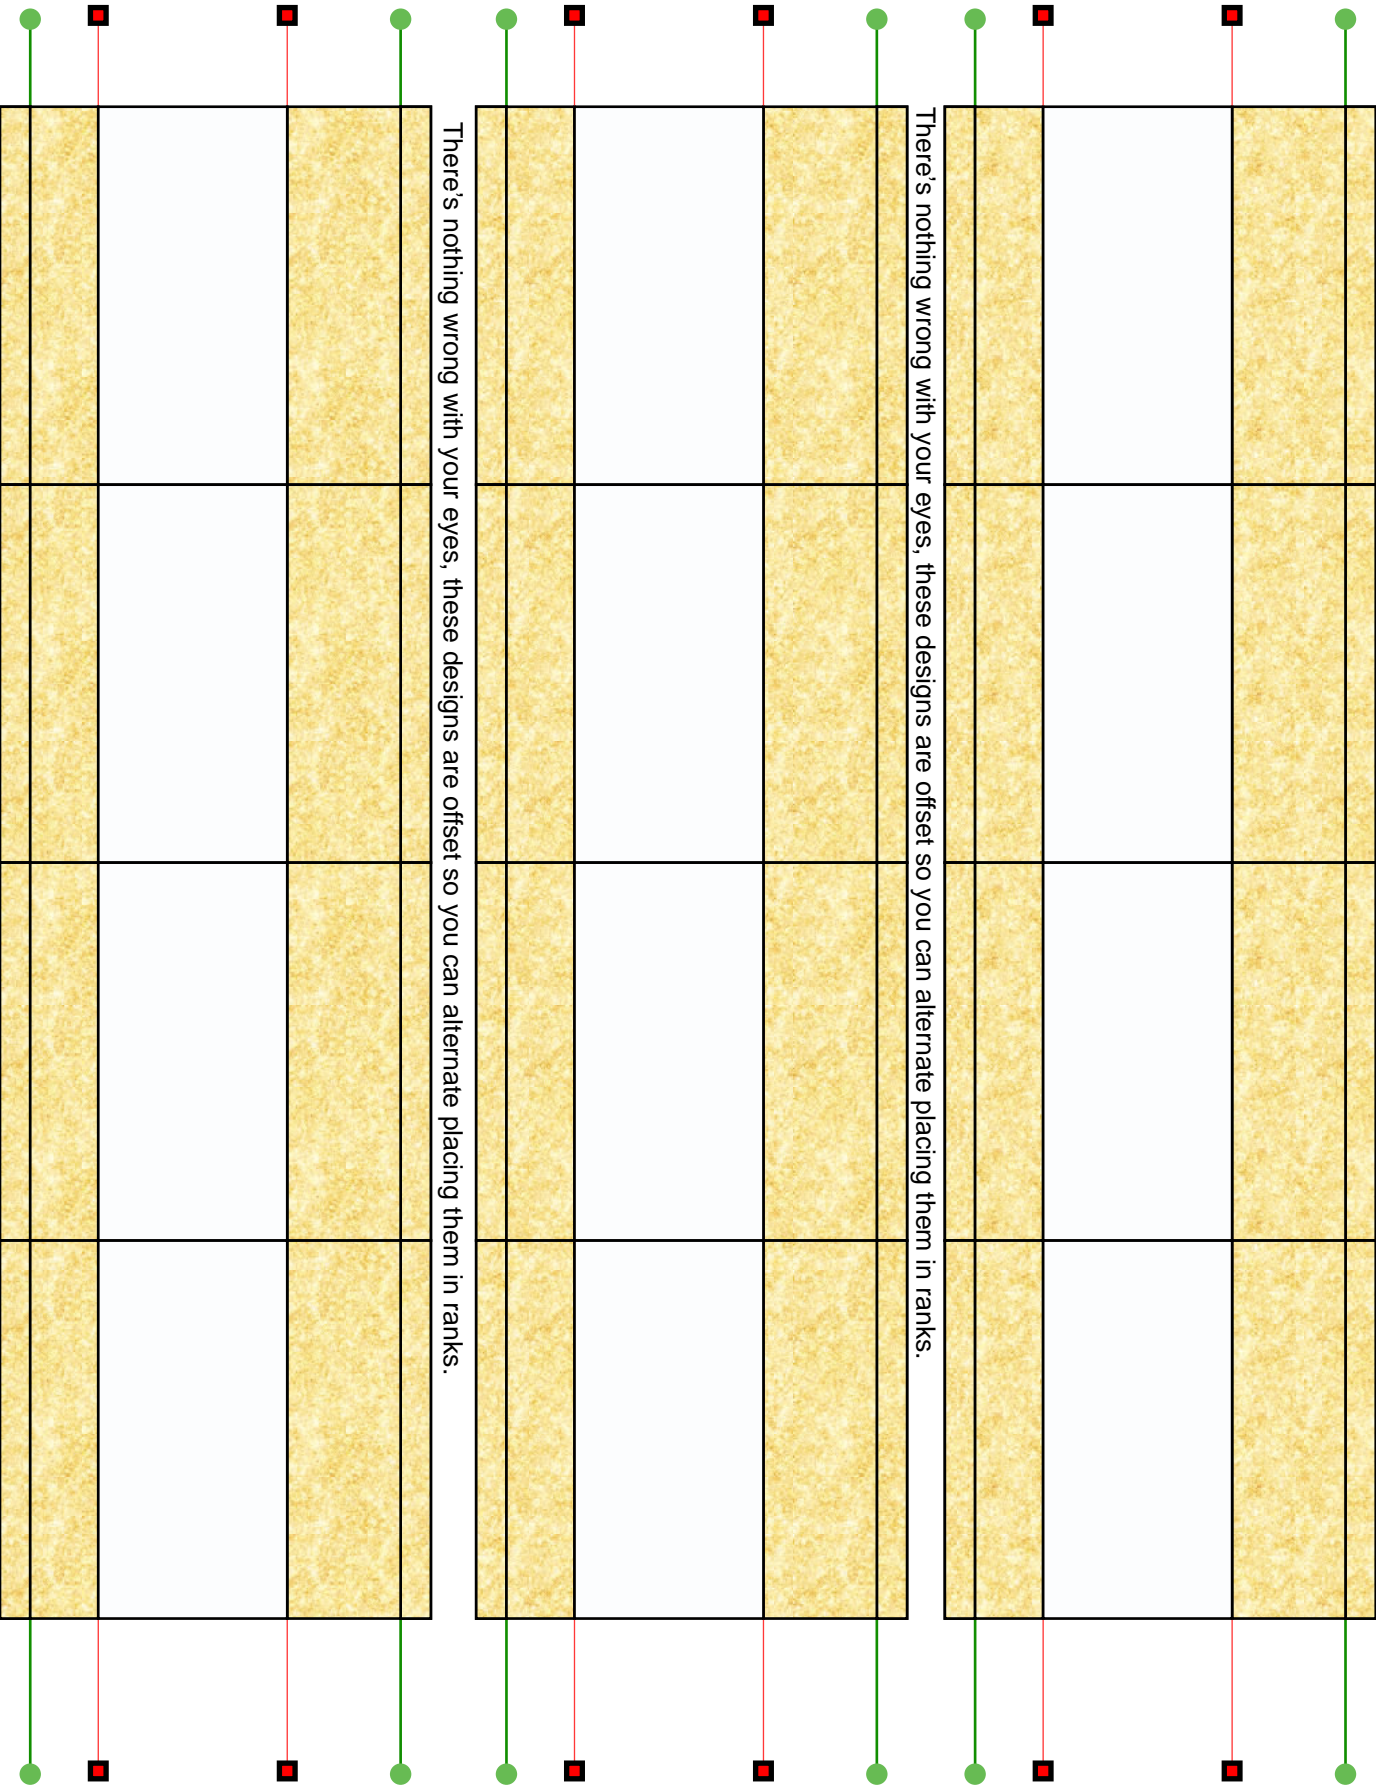 There's nothing wrong with your eyes, these designs are offset so you can alternate placing them in ranks.
There's nothing wrong with your eyes, these designs are offset so you can alternate placing them in ranks.